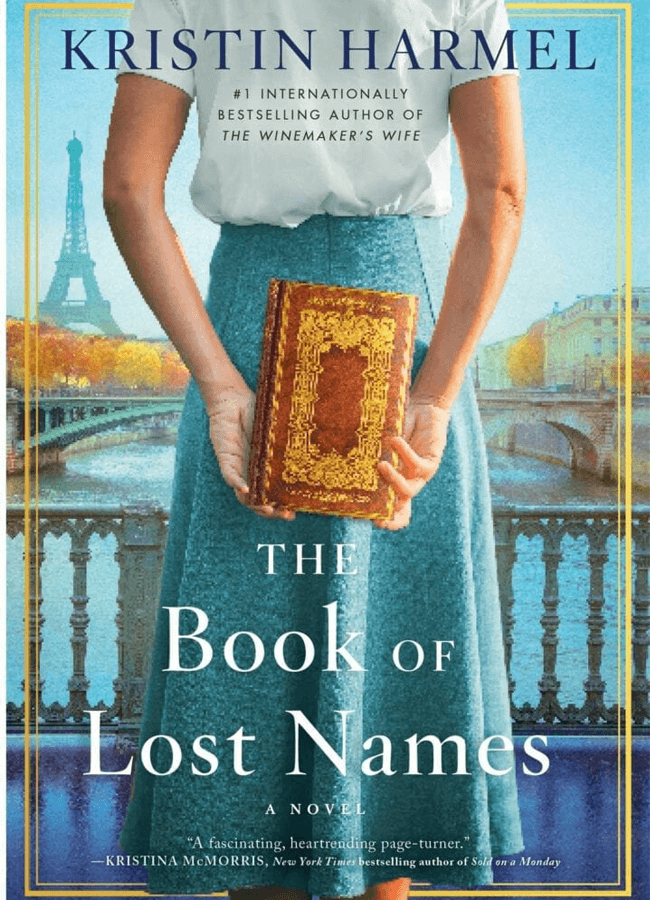 KRISTIN HARMEL
#1 INTERNATIONALLY
BESTSELLING AUTHOR OF
THE WINEMAKER'S WIFE
THE
BOOK OF
LOST NAMES
A NOVEL
“A fascinating, heartrending page-turner.”
—KRISTINA McMORRIS, New York Times bestselling author of Sold on a Monday